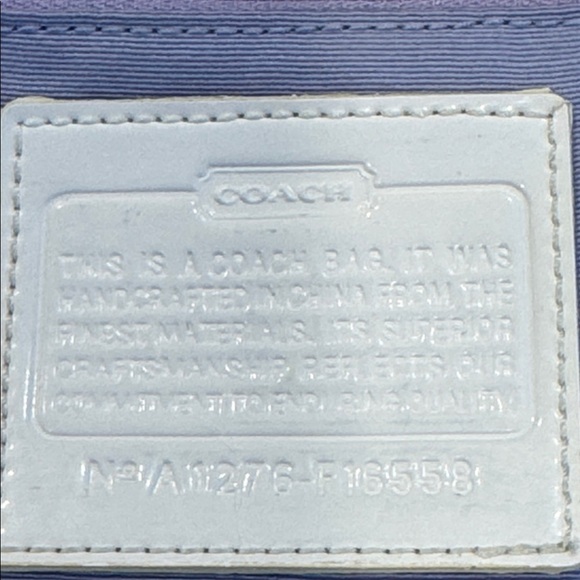 COACH
THIS IS A COACH BAG. IT WAS
HANDCRAFTED IN CHINA FROM THE
FINEST MATERIALS. ITS SUPERIOR
CRAFTSMANSHIP REFLECTS OUR
COMMITMENT TO ENDURING QUALITY.
Nº A1276-F16558